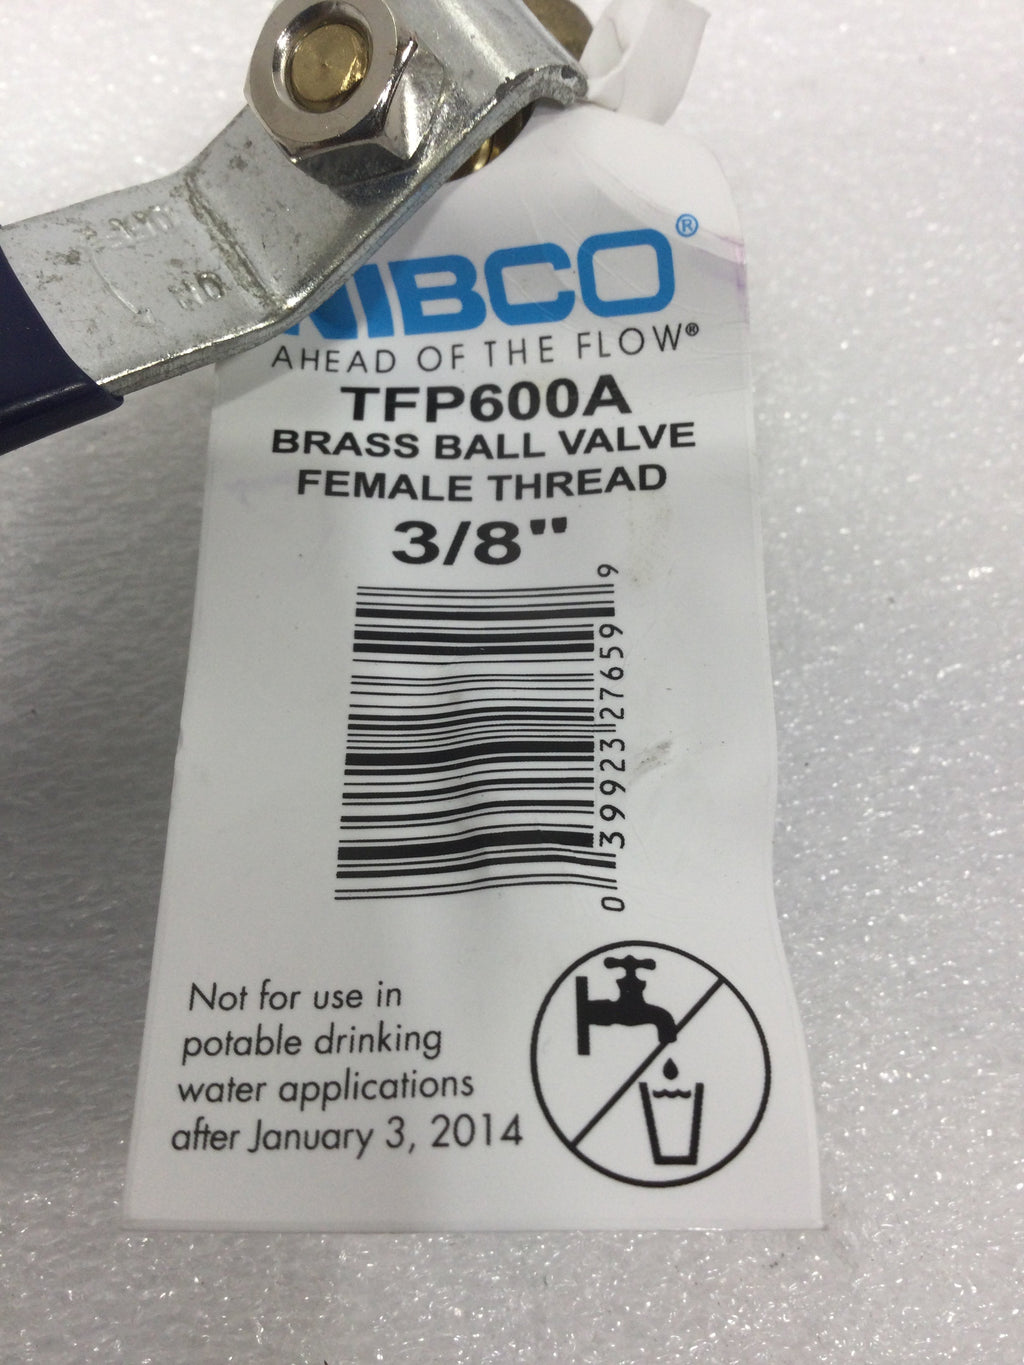 NIBCO®
AHEAD OF THE FLOW®
TFP600A
BRASS BALL VALVE
FEMALE THREAD
3/8"
0 39923 27659 9
Not for use in
potable drinking
water applications
after January 3, 2014